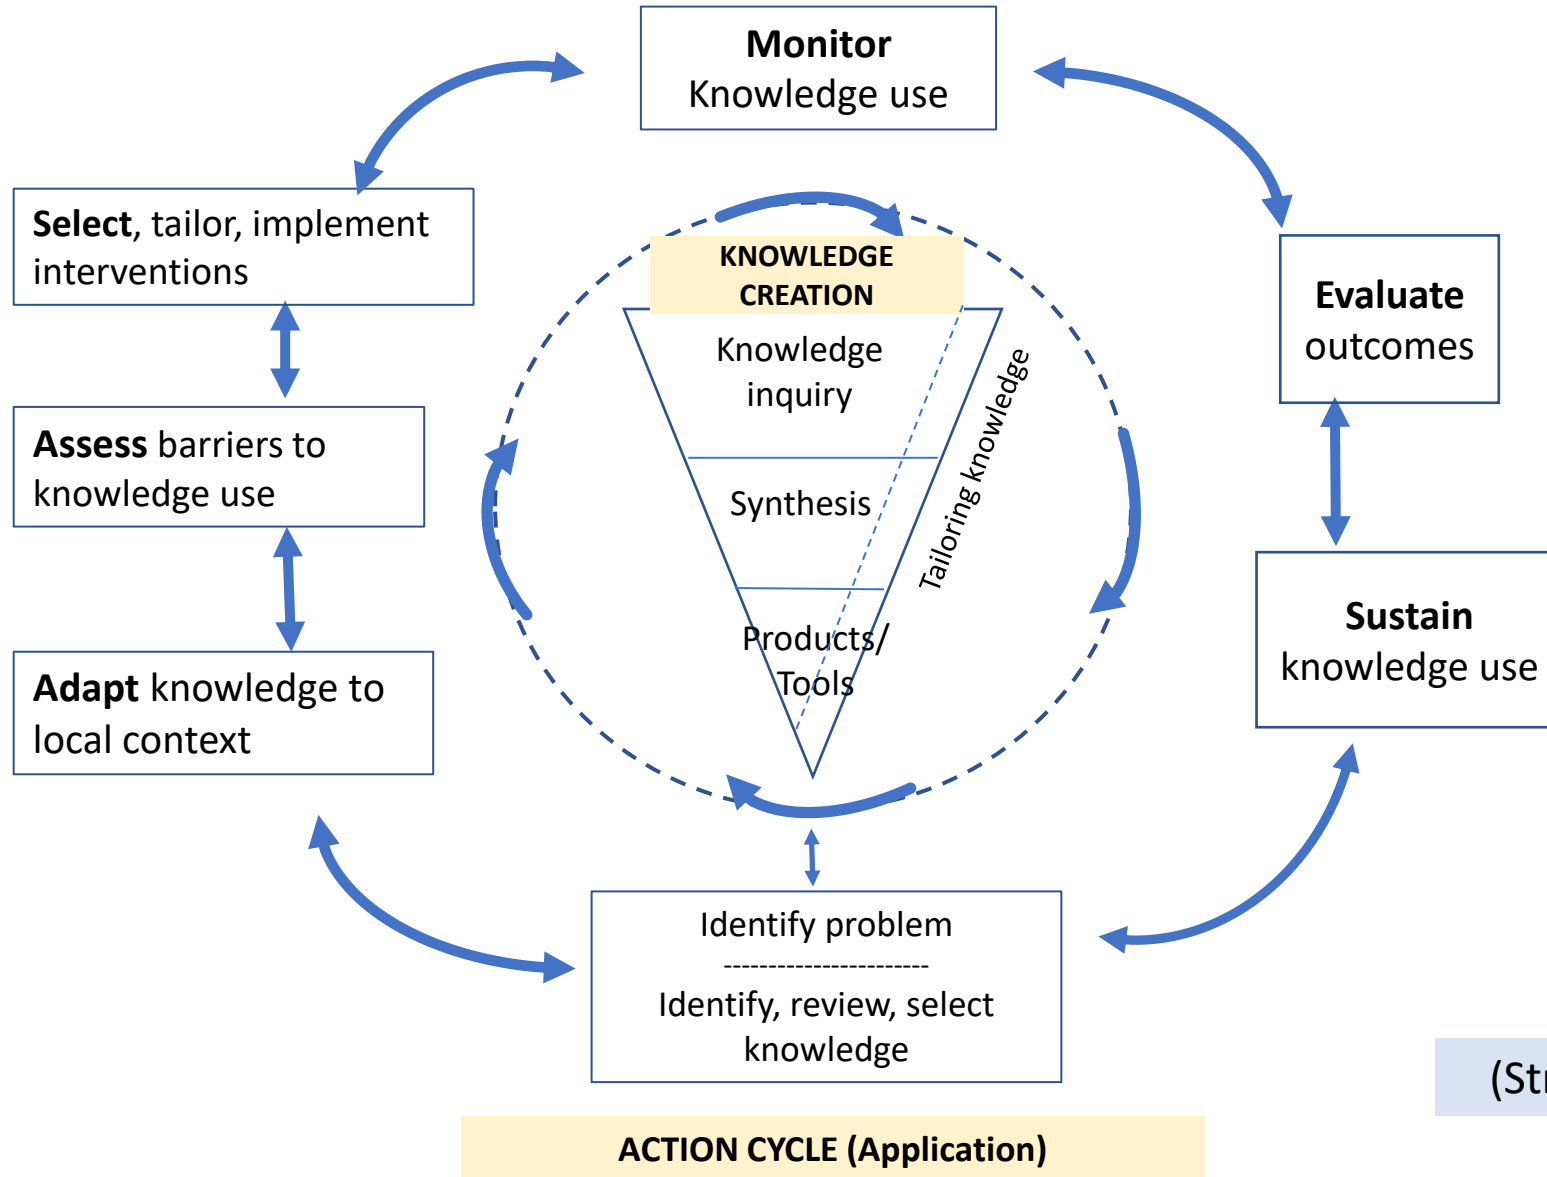 Monitor
Knowledge use
Select, tailor, implement
interventions
KNOWLEDGE
CREATION
Evaluate
outcomes
Knowledge
inquiry
Tailoring knowledge
Assess barriers to
knowledge use
Synthesis
Sustain
knowledge use
Products/
Tools
Adapt knowledge to
local context
Identify problem
-----------------------
Identify, review, select
knowledge
ACTION CYCLE (Application)